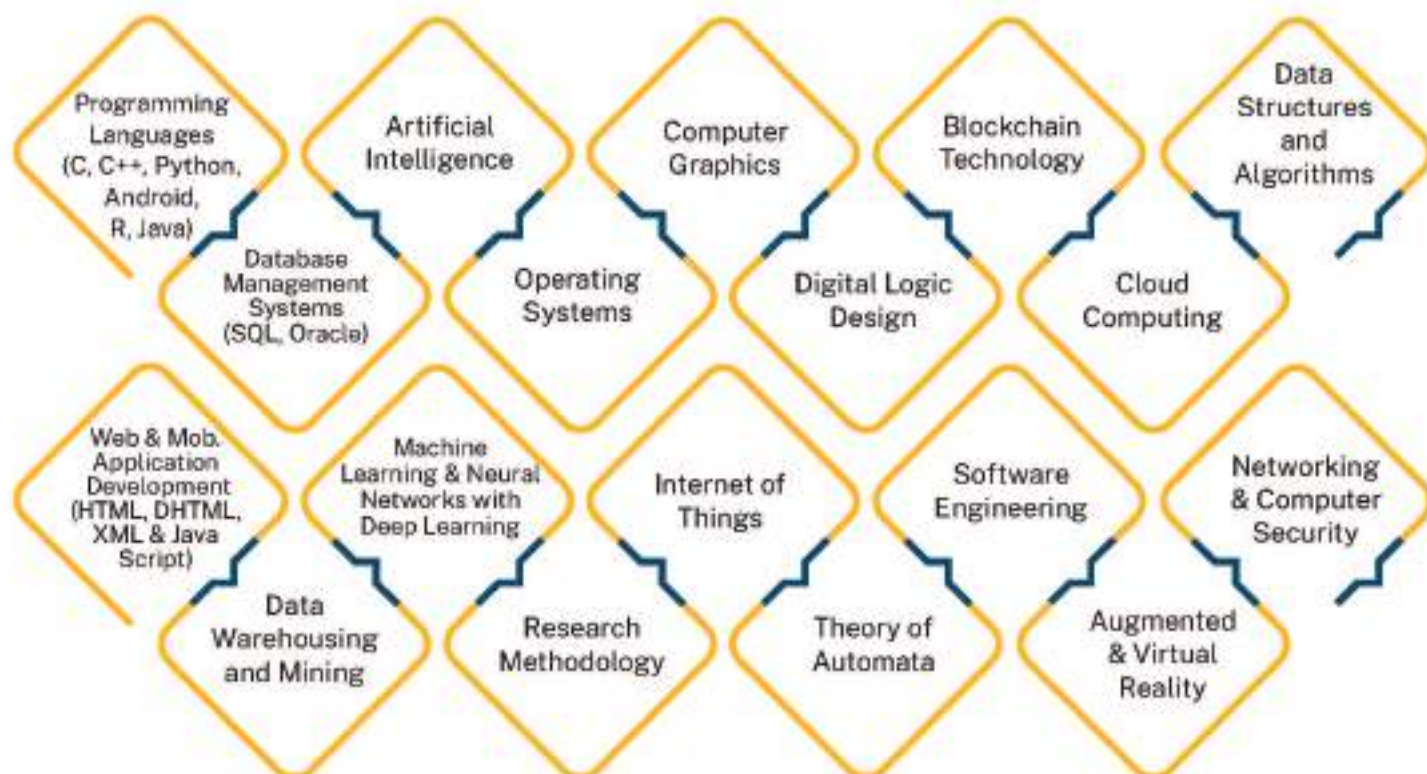 Programming
Languages
(C, C++, Python,
Android,
R, Java)
Artificial
Intelligence
Computer
Graphics
Blockchain
Technology
Data
Structures
and
Algorithms
Database
Management
Systems
(SQL, Oracle)
Operating
Systems
Digital Logic
Design
Cloud
Computing
Web & Mob.
Application
Development
(HTML, DHTML,
XML & Java
Script)
Machine
Learning & Neural
Networks with
Deep Learning
Internet of
Things
Software
Engineering
Networking
& Computer
Security
Data
Warehousing
and Mining
Research
Methodology
Theory of
Automata
Augmented
& Virtual
Reality